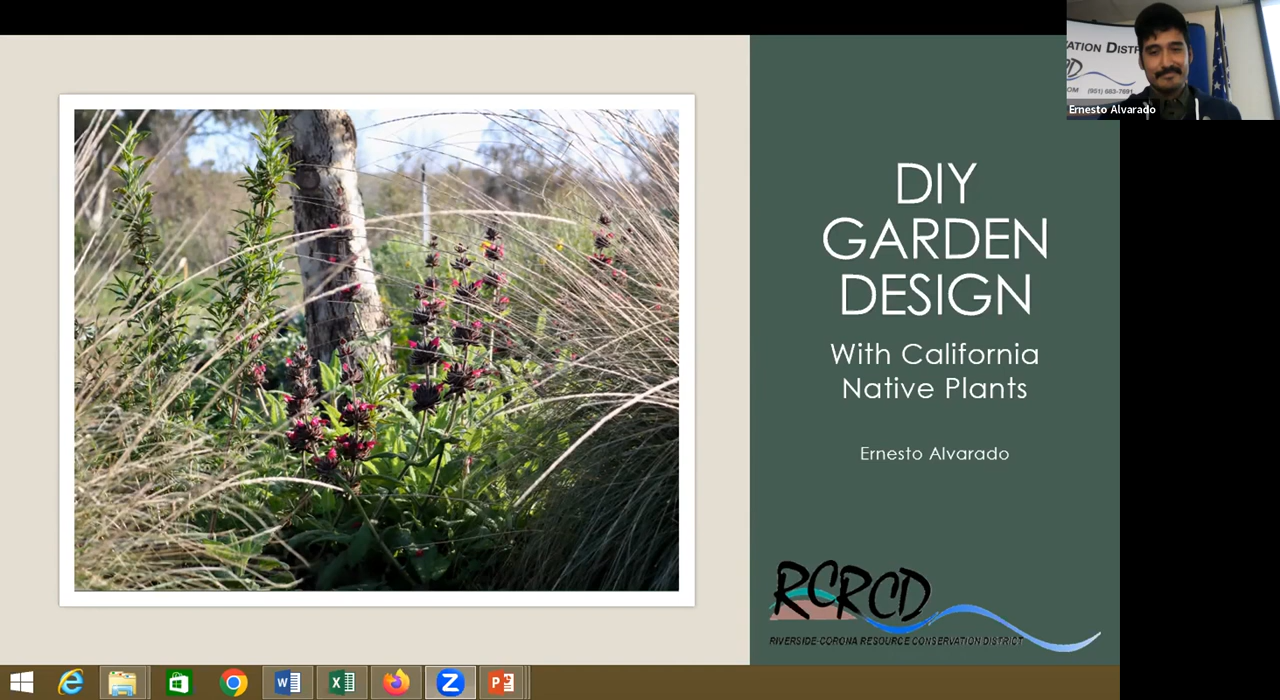 ATION DISTR
(951) 683-7691
Ernesto Alvarado
DIY
GARDEN
DESIGN
With California
Native Plants
Ernesto Alvarado
RCRCD
RIVERSIDE-CORONA RESOURCE CONSERVATION DISTRICT